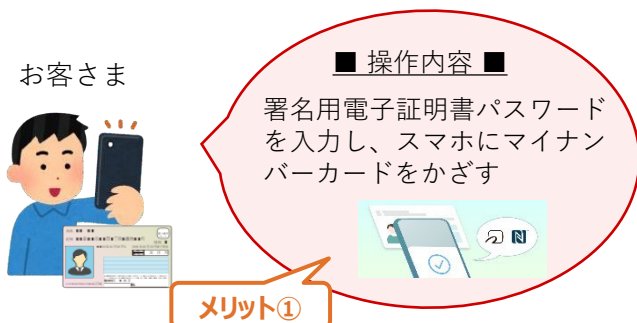 お客さま
■ 操作内容 ■
署名用電子証明書パスワード
を入力し、スマホにマイナン
バーカードをかざす
メリット①